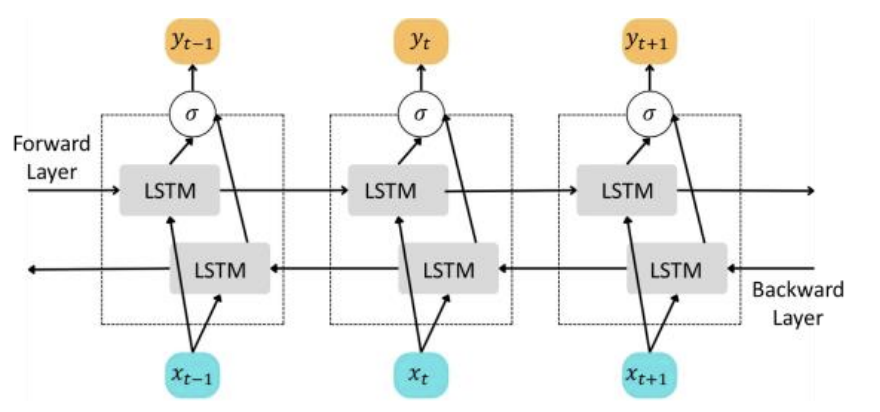 y_{t-1} y_t y_{t+1}
σ σ σ
Forward
Layer
LSTM LSTM LSTM
LSTM LSTM LSTM
Backward
Layer
x_{t-1} x_t x_{t+1}